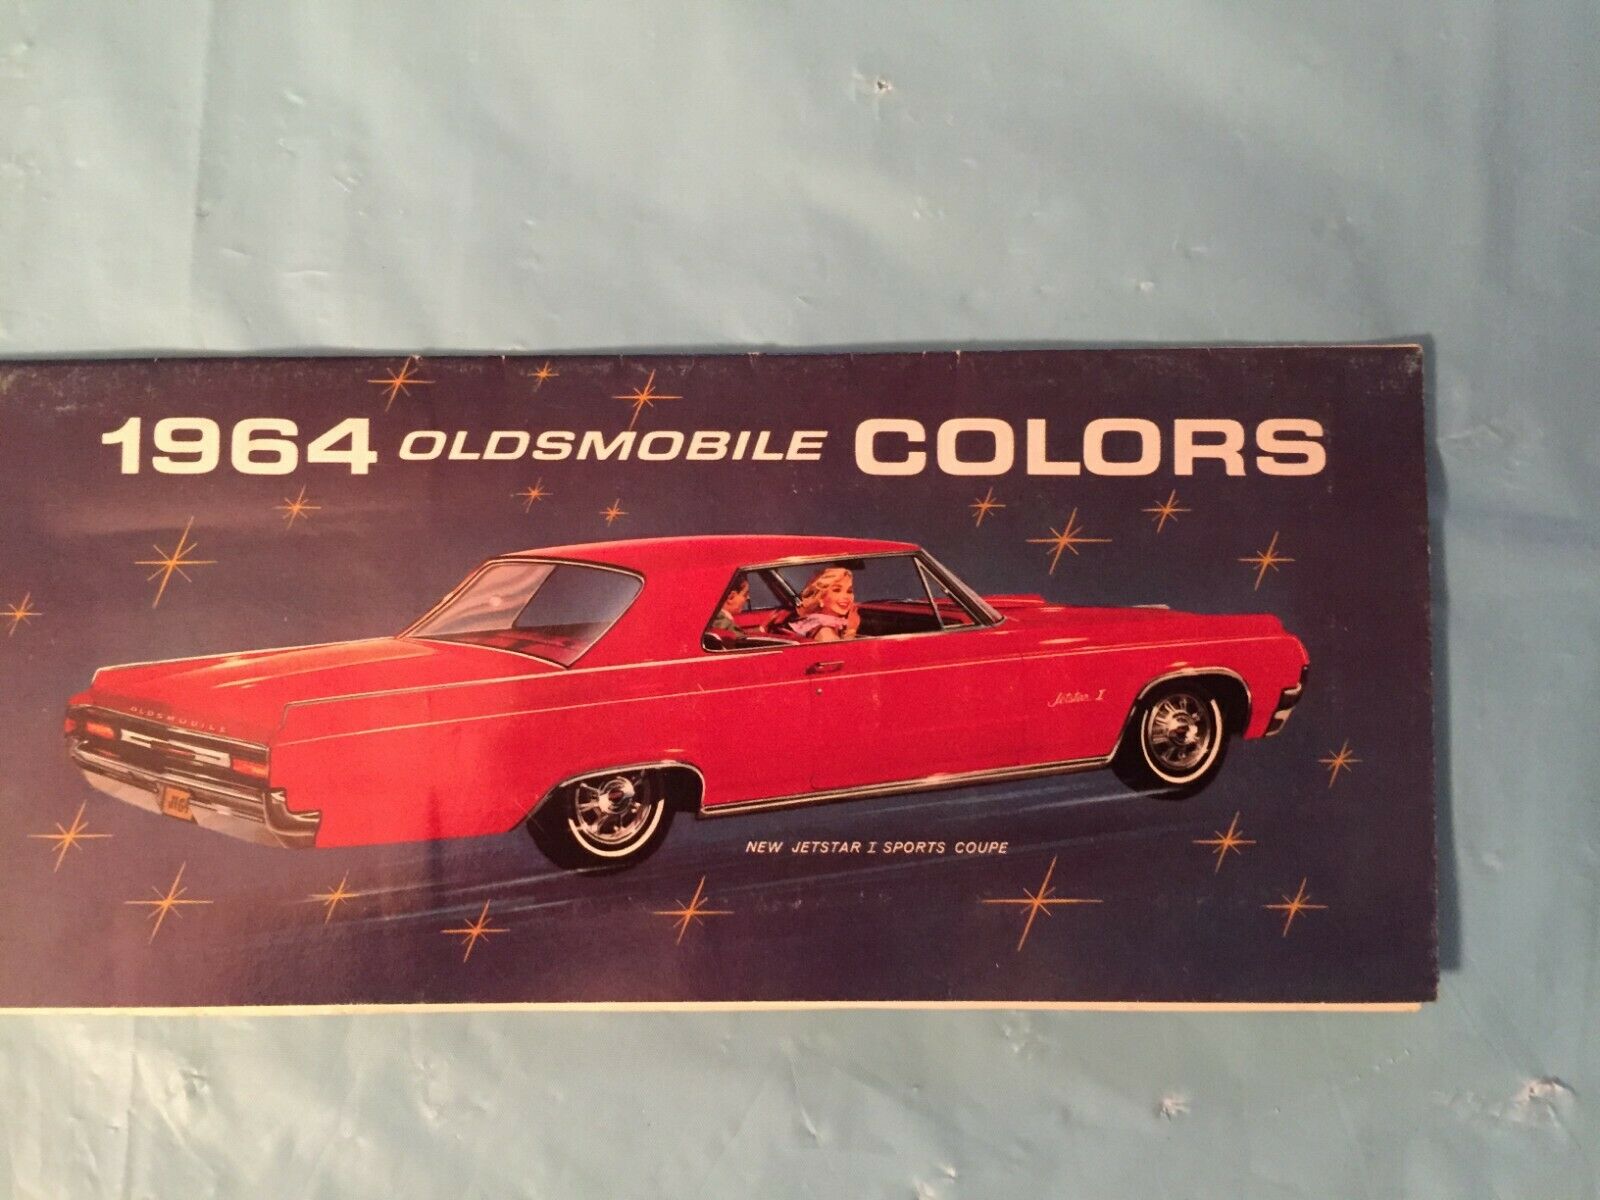 1964 OLDSMOBILE COLORS
OLDSMOBILE
Jetstar I
NEW JETSTAR I SPORTS COUPE